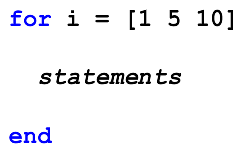 for i = [1 5 10]
statements
end